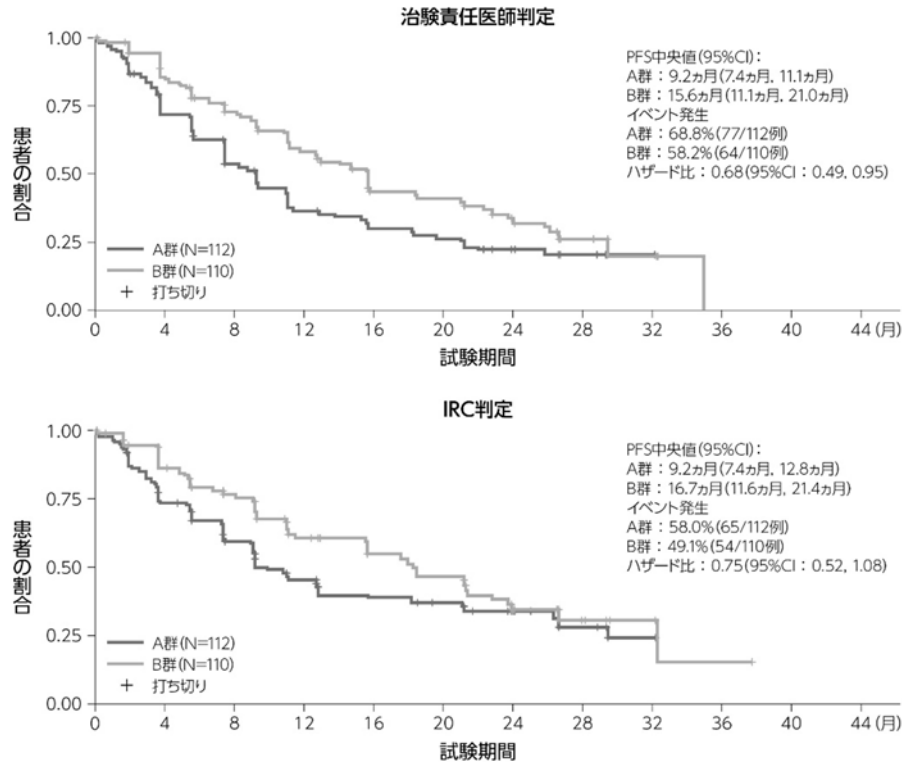 治験責任医師判定
患者の割合
1.00
0.75
0.50
0.25
0.00
PFS中央値(95%CI)：
A群：9.2ヵ月(7.4ヵ月, 11.1ヵ月)
B群：15.6ヵ月(11.1ヵ月, 21.0ヵ月)
イベント発生
A群：68.8%(77/112例)
B群：58.2%(64/110例)
ハザード比：0.68(95%CI：0.49, 0.95)
A群(N=112)
B群(N=110)
+ 打ち切り
0 4 8 12 16 20 24 28 32 36 40 44(月)
試験期間
IRC判定
患者の割合
1.00
0.75
0.50
0.25
0.00
PFS中央値(95%CI)：
A群：9.2ヵ月(7.4ヵ月, 12.8ヵ月)
B群：16.7ヵ月(11.6ヵ月, 21.4ヵ月)
イベント発生
A群：58.0%(65/112例)
B群：49.1%(54/110例)
ハザード比：0.75(95%CI：0.52, 1.08)
A群(N=112)
B群(N=110)
+ 打ち切り
0 4 8 12 16 20 24 28 32 36 40 44(月)
試験期間